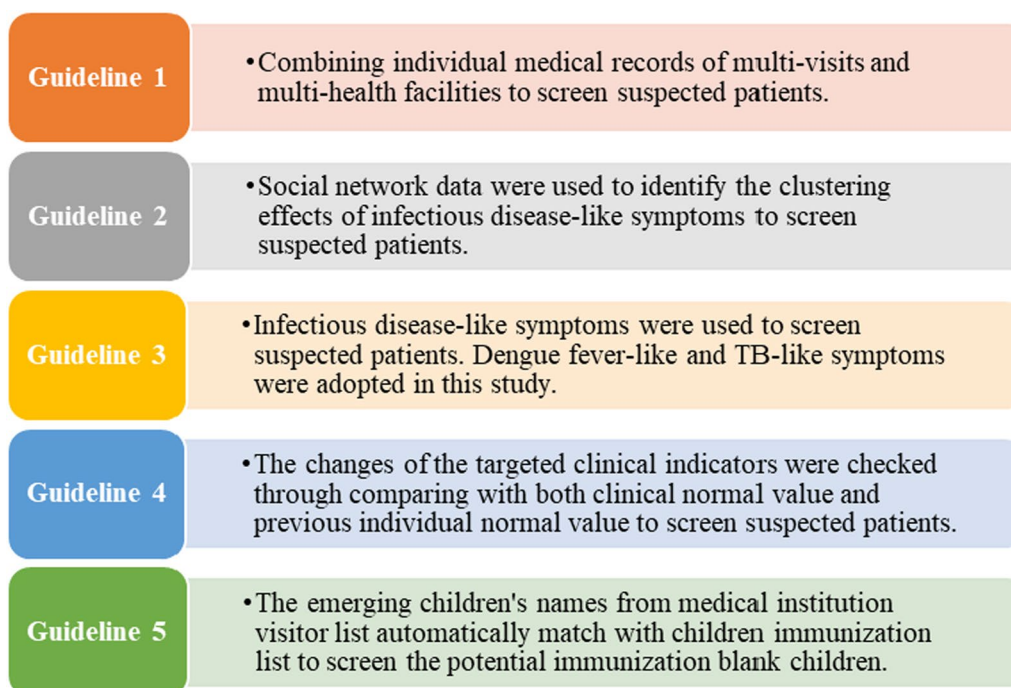 Guideline 1
•Combining individual medical records of multi-visits and
multi-health facilities to screen suspected patients.
Guideline 2
•Social network data were used to identify the clustering
effects of infectious disease-like symptoms to screen
suspected patients.
Guideline 3
•Infectious disease-like symptoms were used to screen
suspected patients. Dengue fever-like and TB-like symptoms
were adopted in this study.
Guideline 4
•The changes of the targeted clinical indicators were checked
through comparing with both clinical normal value and
previous individual normal value to screen suspected patients.
Guideline 5
•The emerging children's names from medical institution
visitor list automatically match with children immunization
list to screen the potential immunization blank children.